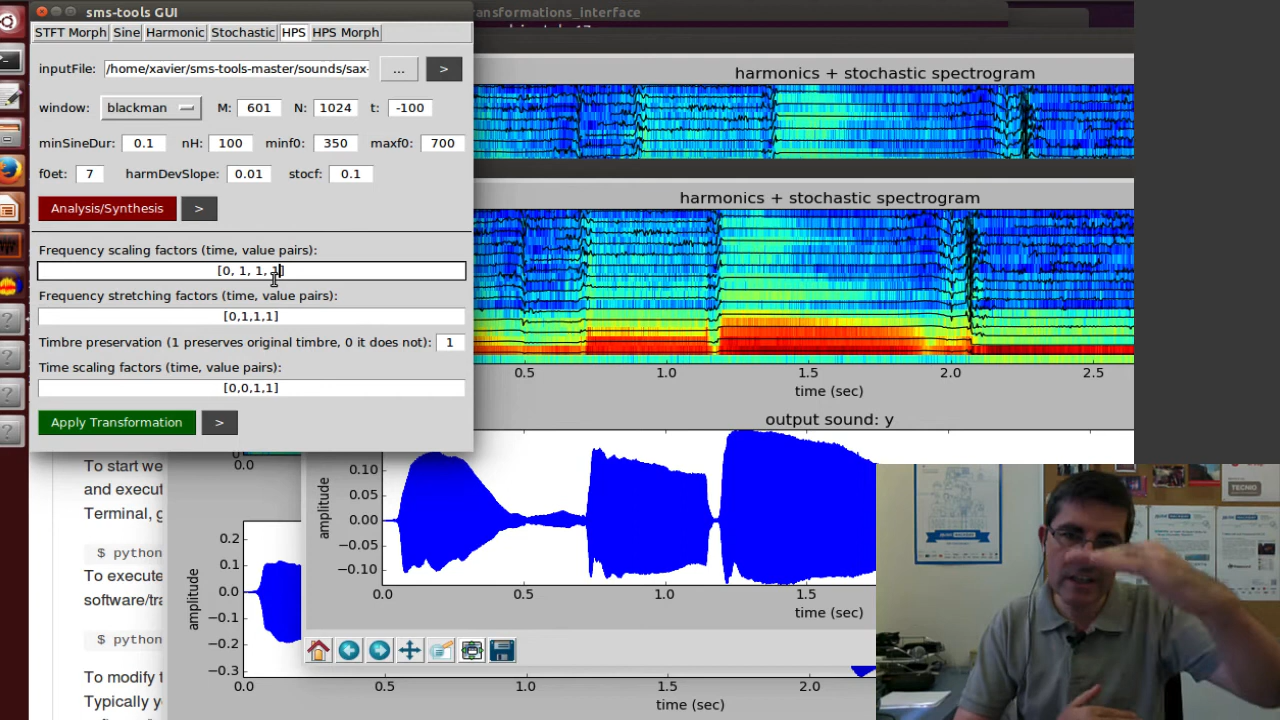 sms-tools GUI
ransformations_interface
STFT Morph Sine Harmonic Stochastic HPS HPS Morph
inputFile: /home/xavier/sms-tools-master/sounds/sax- ... >
window: blackman M: 601 N: 1024 t: -100
minSineDur: 0.1 nH: 100 minf0: 350 maxf0: 700
f0et: 7 harmDevSlope: 0.01 stocf: 0.1
Analysis/Synthesis >
Frequency scaling factors (time, value pairs):
[0, 1, 1, 1]
Frequency stretching factors (time, value pairs):
[0,1,1,1]
Timbre preservation (1 preserves original timbre, 0 it does not): 1
Time scaling factors (time, value pairs):
[0,0,1,1]
Apply Transformation >
harmonics + stochastic spectrogram
harmonics + stochastic spectrogram
0.5 1.0 1.5 2.0 2.5
time (sec)
output sound: y
amplitude
0.10
0.05
0.00
−0.05
−0.10
0.0 0.5 1.0 1.5
time (sec)
0
0.0
amplitude
0.2
0.1
0.0
−0.1
−0.2
−0.3
0.0 0.5 1.0 1.5 2.0
time (sec)
To start we
and execut
Terminal, g
$ python
To execute
software/tra
$ python
To modify t
Typically yo
TECNIO